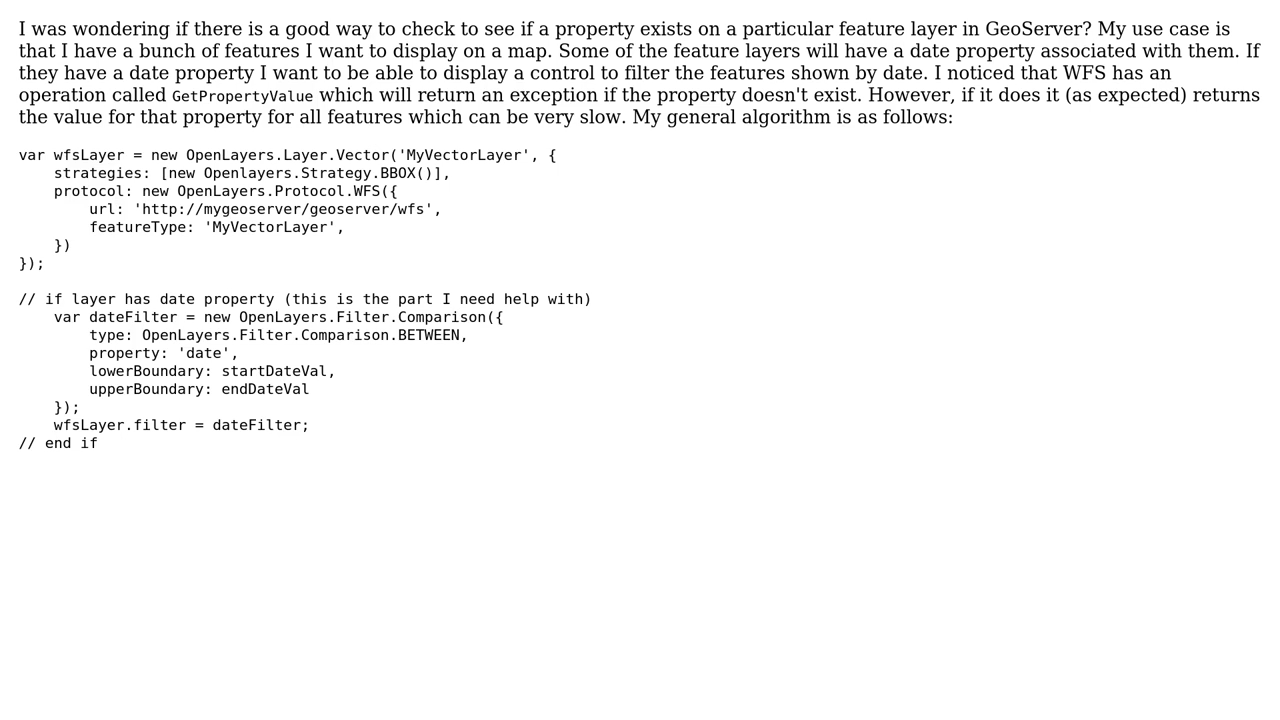 I was wondering if there is a good way to check to see if a property exists on a particular feature layer in GeoServer? My use case is
that I have a bunch of features I want to display on a map. Some of the feature layers will have a date property associated with them. If
they have a date property I want to be able to display a control to filter the features shown by date. I noticed that WFS has an
operation called GetPropertyValue which will return an exception if the property doesn't exist. However, if it does it (as expected) returns
the value for that property for all features which can be very slow. My general algorithm is as follows:

var wfsLayer = new OpenLayers.Layer.Vector('MyVectorLayer', {
    strategies: [new Openlayers.Strategy.BBOX()],
    protocol: new OpenLayers.Protocol.WFS({
        url: 'http://mygeoserver/geoserver/wfs',
        featureType: 'MyVectorLayer',
    })
});

// if layer has date property (this is the part I need help with)
    var dateFilter = new OpenLayers.Filter.Comparison({
        type: OpenLayers.Filter.Comparison.BETWEEN,
        property: 'date',
        lowerBoundary: startDateVal,
        upperBoundary: endDateVal
    });
    wfsLayer.filter = dateFilter;
// end if